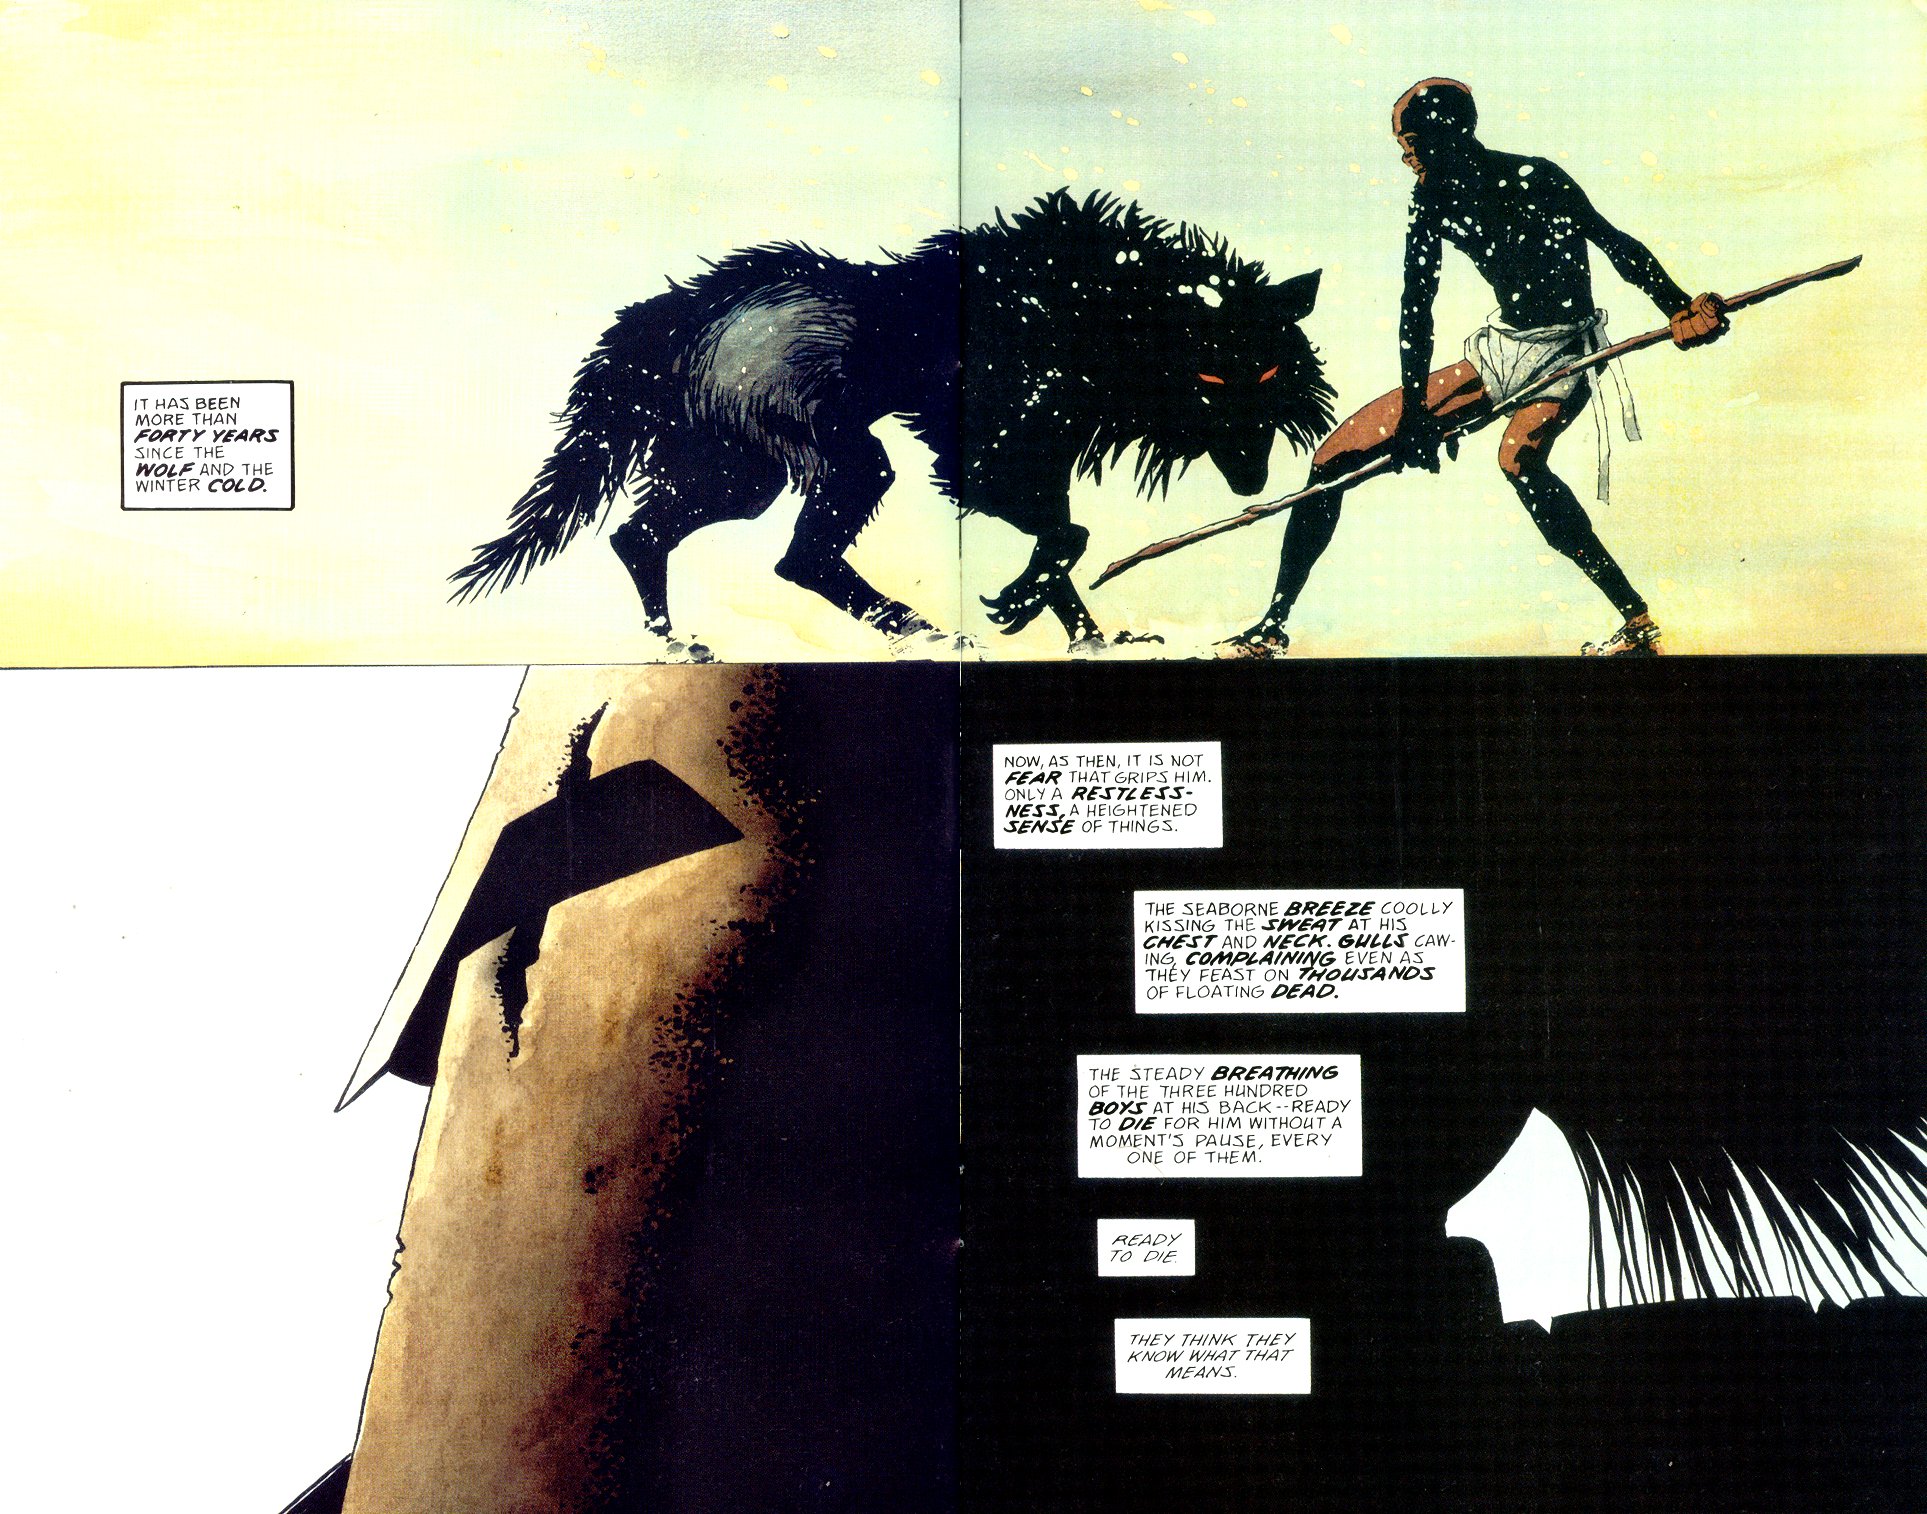 IT HAS BEEN
MORE THAN
FORTY YEARS
SINCE THE
WOLF AND THE
WINTER COLD.
NOW, AS THEN, IT IS NOT
FEAR THAT GRIPS HIM.
ONLY A RESTLESS-
NESS, A HEIGHTENED
SENSE OF THINGS.
THE SEABORNE BREEZE COOLLY
KISSING THE SWEAT AT HIS
CHEST AND NECK. GULLS CAW-
ING, COMPLAINING EVEN AS
THEY FEAST ON THOUSANDS
OF FLOATING DEAD.
THE STEADY BREATHING
OF THE THREE HUNDRED
BOYS AT HIS BACK--READY
TO DIE FOR HIM WITHOUT A
MOMENT'S PAUSE, EVERY
ONE OF THEM.
READY
TO DIE.
THEY THINK THEY
KNOW WHAT THAT
MEANS.